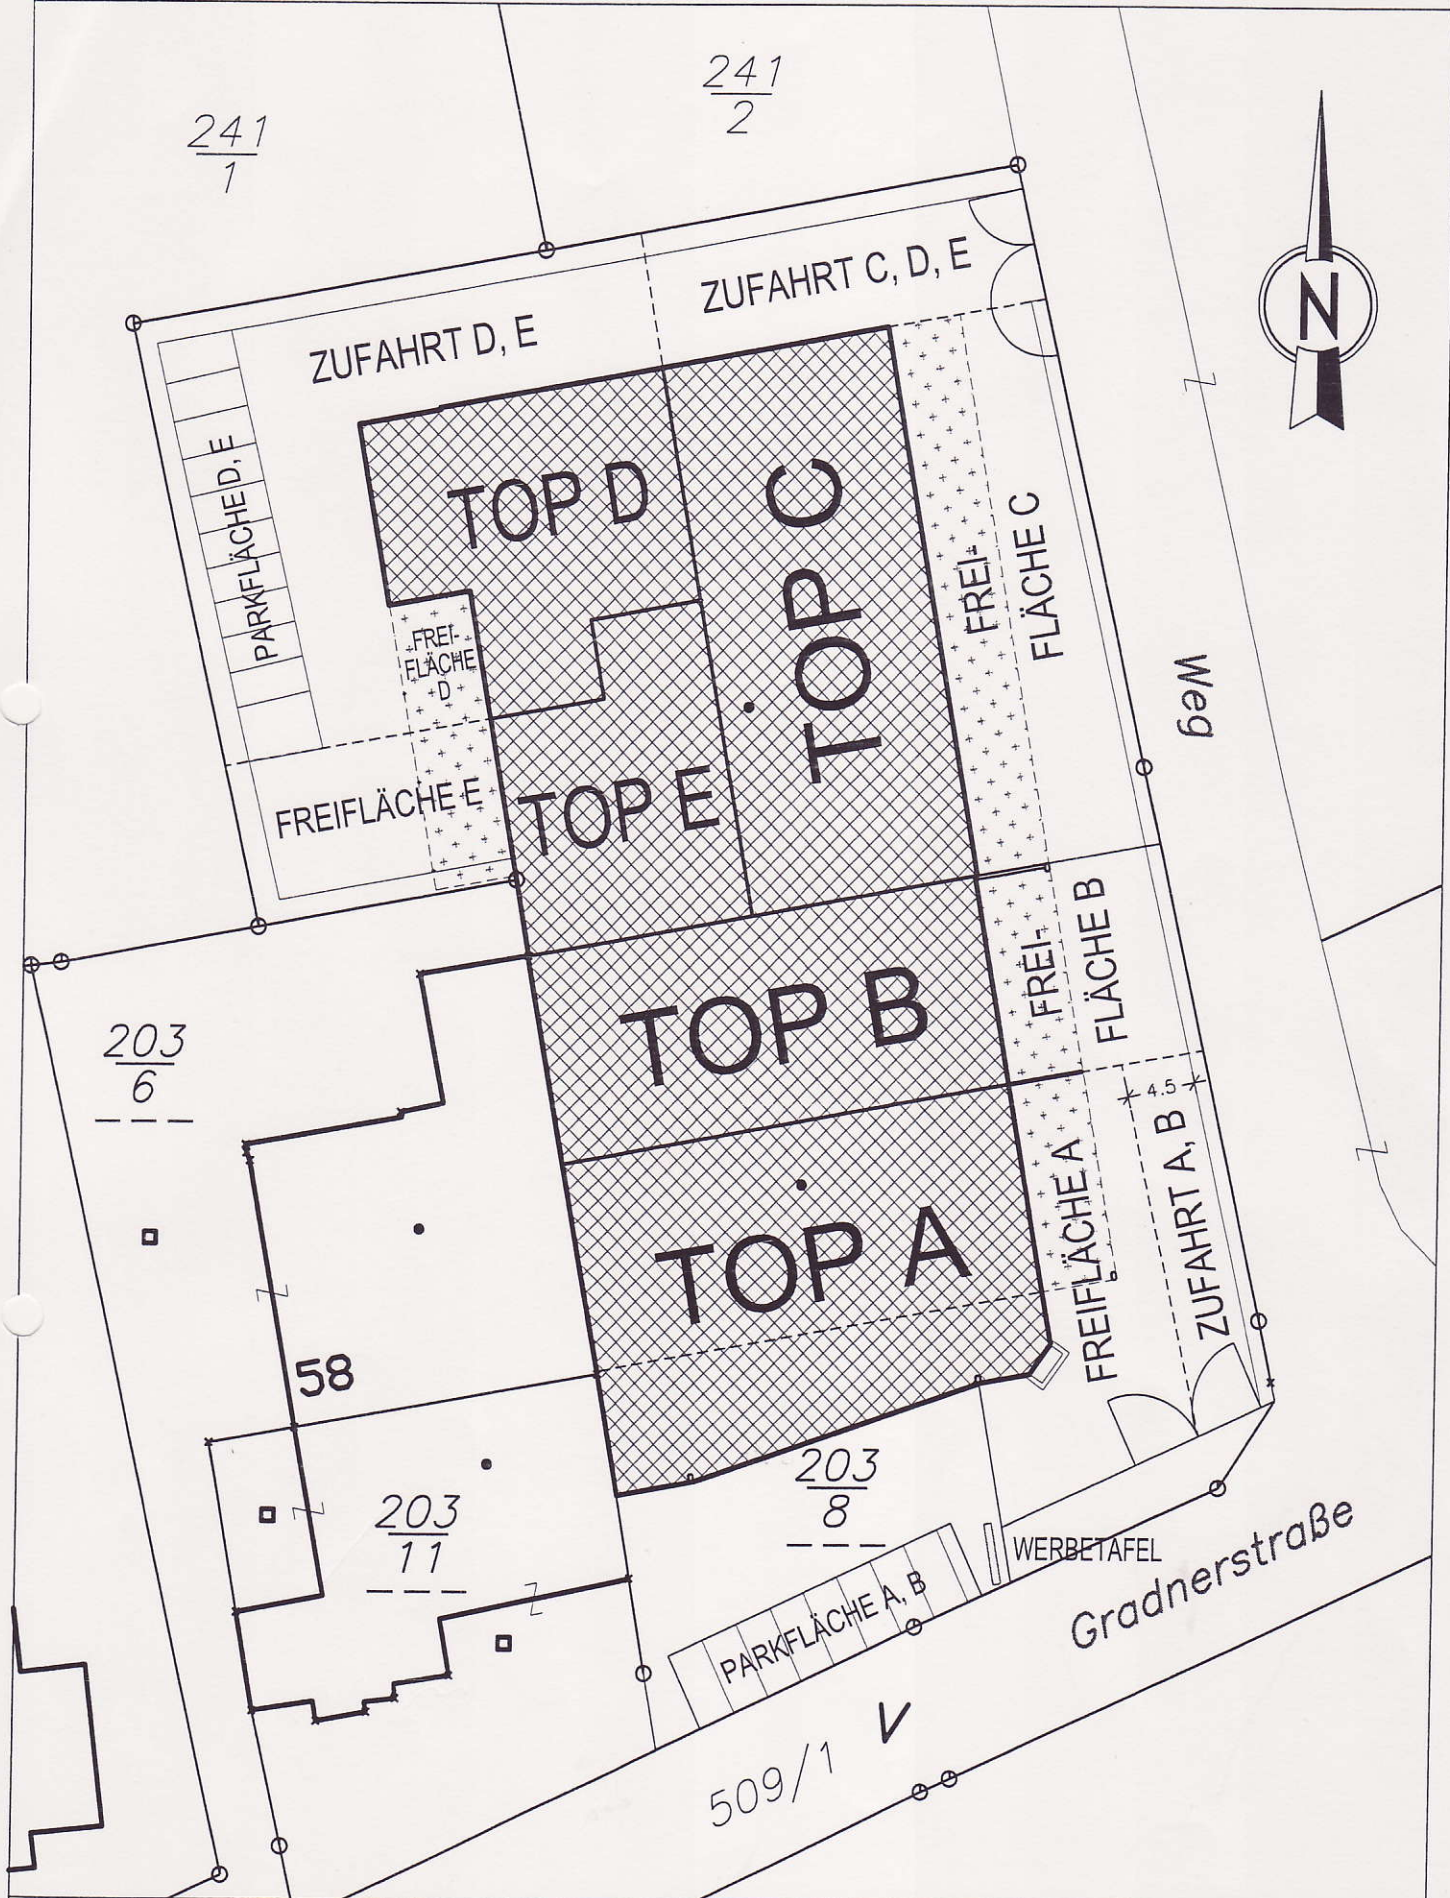 241
2
241
1
N
ZUFAHRT C, D, E
ZUFAHRT D, E
PARKFLÄCHE D, E
TOP D
TOP C
FREI-
FLÄCHE C
FREI-
FLÄCHE
D
Weg
FREIFLÄCHE E
TOP E
FREI-
FLÄCHE B
TOP B
203
6
4.5
FREIFLÄCHE A
ZUFAHRT A, B
TOP A
58
203
8
203
11
WERBETAFEL
PARKFLÄCHE A, B
Gradnerstraße
V
509/1